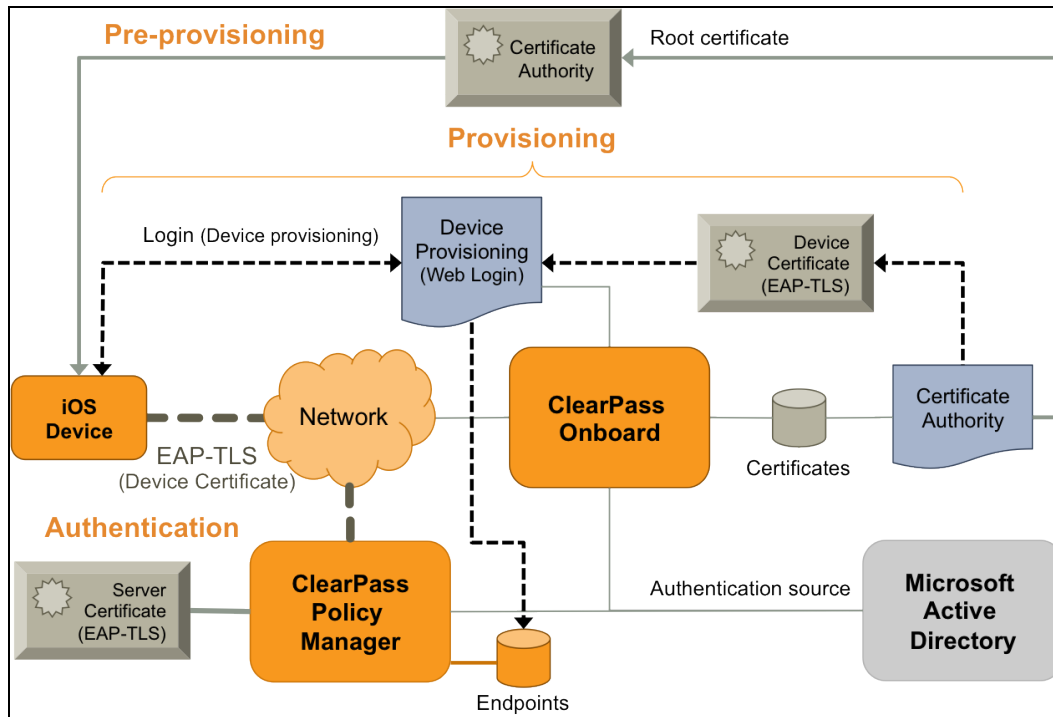 Pre-provisioning
Certificate
Authority
Root certificate
Provisioning
Login (Device provisioning)
Device
Provisioning
(Web Login)
Device
Certificate
(EAP-TLS)
iOS
Device
Network
ClearPass
Onboard
Certificates
Certificate
Authority
EAP-TLS
(Device Certificate)
Authentication
Server
Certificate
(EAP-TLS)
ClearPass
Policy
Manager
Authentication source
Microsoft
Active
Directory
Endpoints